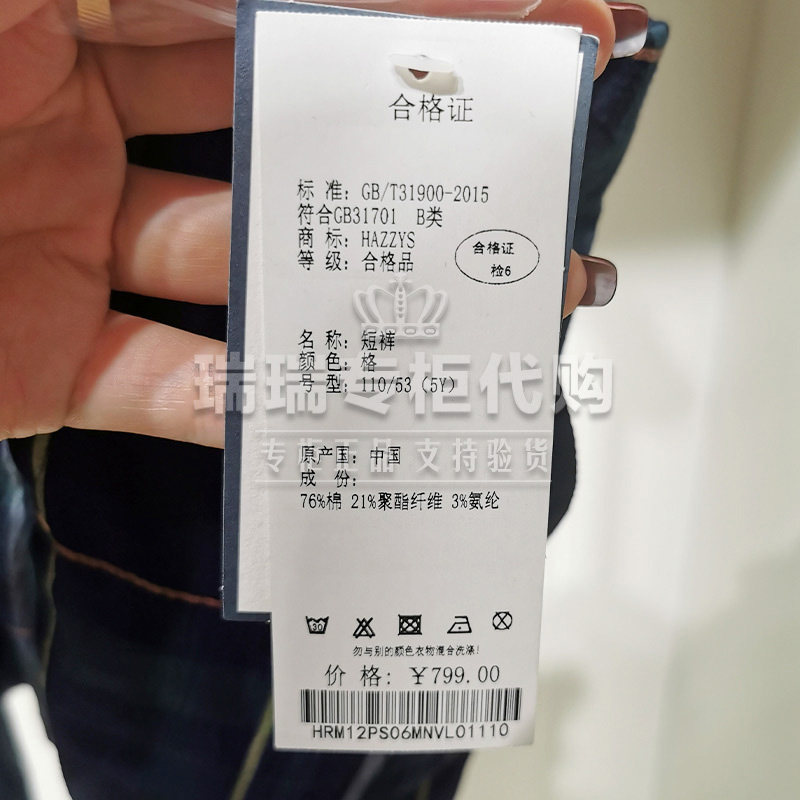 合格证
标 准: GB/T31900-2015
符合GB31701 B类
商 标: HAZZYS
等 级: 合格品
合格证
检6
名 称: 短裤
颜 色: 格
号 型: 110/53 (5Y)
瑞瑞专柜代购
专柜正品 支持验货
原产国: 中国
成 份:
76%棉 21%聚酯纤维 3%氨纶
30
勿与别的颜色衣物混合洗涤!
价 格: ¥799.00
HRM12PS06MNVL01110